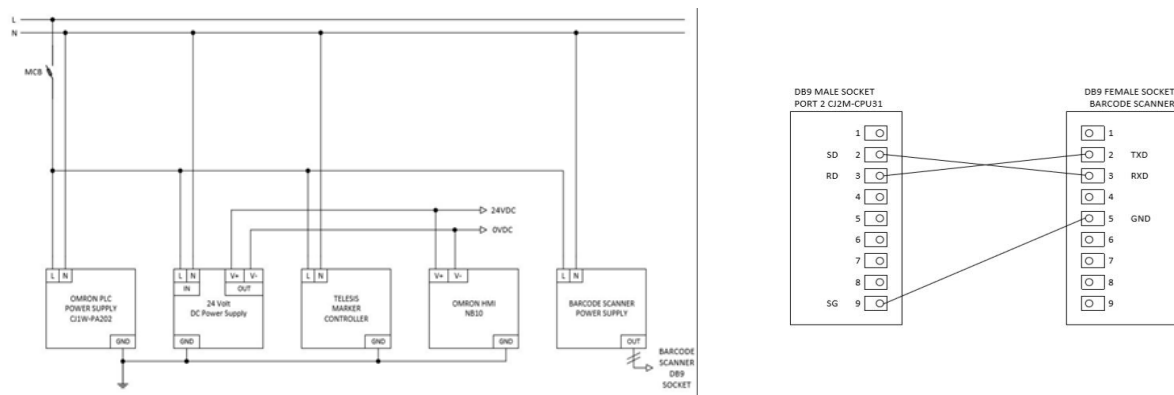 L
N
MCB
24VDC
0VDC
L N
OMRON PLC
POWER SUPPLY
CJ1W-PA202
GND
L N
IN
V+ V-
OUT
24 Volt
DC Power Supply
GND
L N
TELESIS
MARKER
CONTROLLER
GND
V+ V-
OMRON HMI
NB10
GND
L N
BARCODE SCANNER
POWER SUPPLY
OUT
BARCODE
SCANNER
DB9
SOCKET
DB9 MALE SOCKET
PORT 2 CJ2M-CPU31
1
SD 2
RD 3
4
5
6
7
8
SG 9
DB9 FEMALE SOCKET
BARCODE SCANNER
1
2 TXD
3 RXD
4
5 GND
6
7
8
9